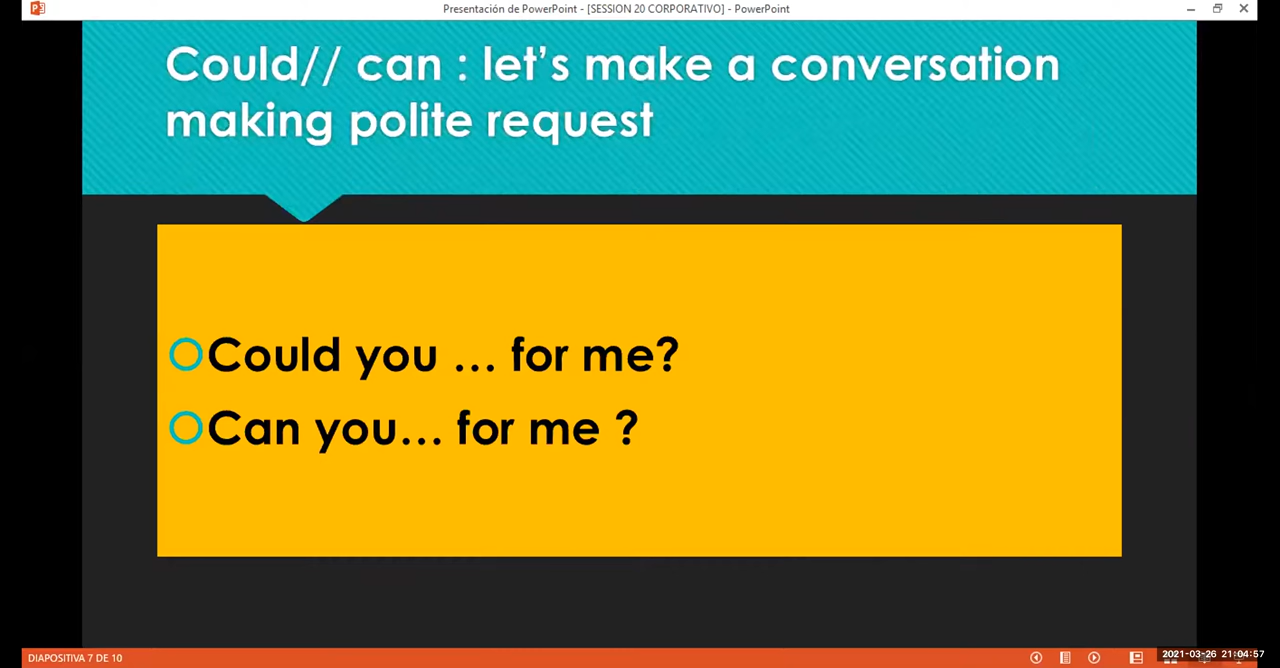 Presentación de PowerPoint - [SESSION 20 CORPORATIVO] - PowerPoint
Could// can : let's make a conversation
making polite request
Could you ... for me?
Can you... for me ?
DIAPOSITIVA 7 DE 10
2021-03-26 21:04:57